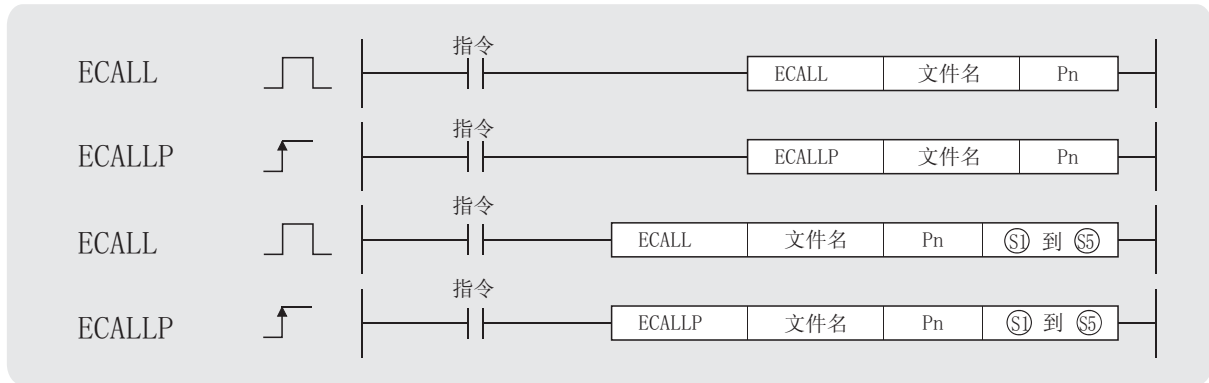 指令
ECALL ECALL 文件名 Pn
指令
ECALLP ECALLP 文件名 Pn
指令
ECALL ECALL 文件名 Pn S1 到 S5
指令
ECALLP ECALLP 文件名 Pn S1 到 S5